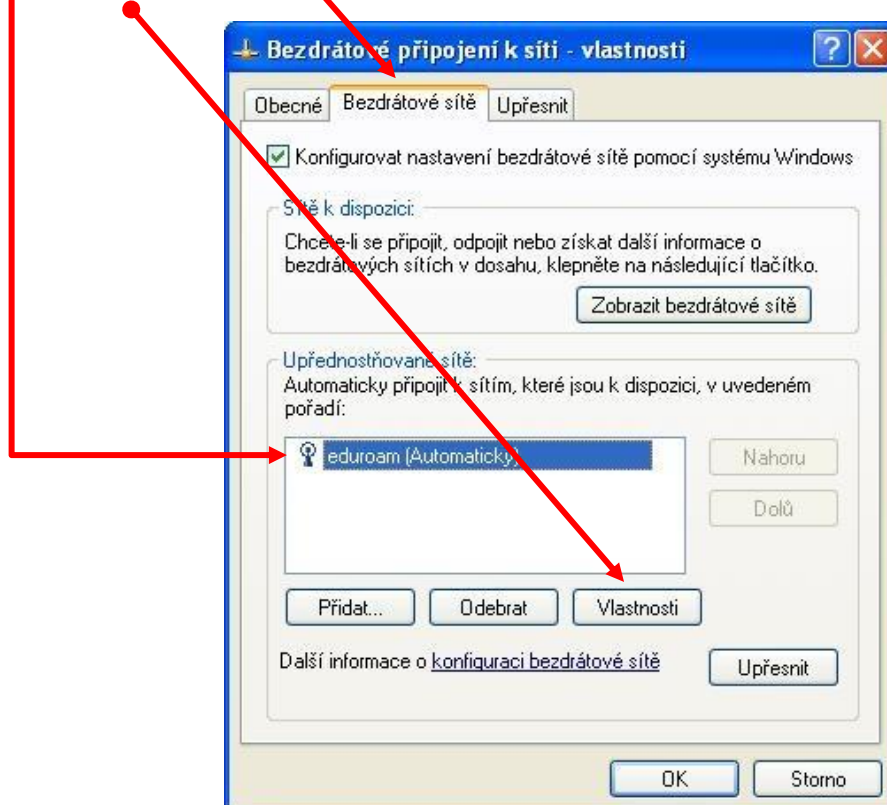 Bezdrátové připojení k síti - vlastnosti
Obecné Bezdrátové sítě Upřesnit
Konfigurovat nastavení bezdrátové sítě pomocí systému Windows
Sítě k dispozici:
Chcete-li se připojit, odpojit nebo získat další informace o
bezdrátových sítích v dosahu, klepněte na následující tlačítko.
Zobrazit bezdrátové sítě
Upřednostňované sítě:
Automaticky připojit k sítím, které jsou k dispozici, v uvedeném
pořadí:
eduroam (Automaticky)
Nahoru
Dolů
Přidat... Odebrat Vlastnosti
Další informace o konfiguraci bezdrátové sítě Upřesnit
OK Storno